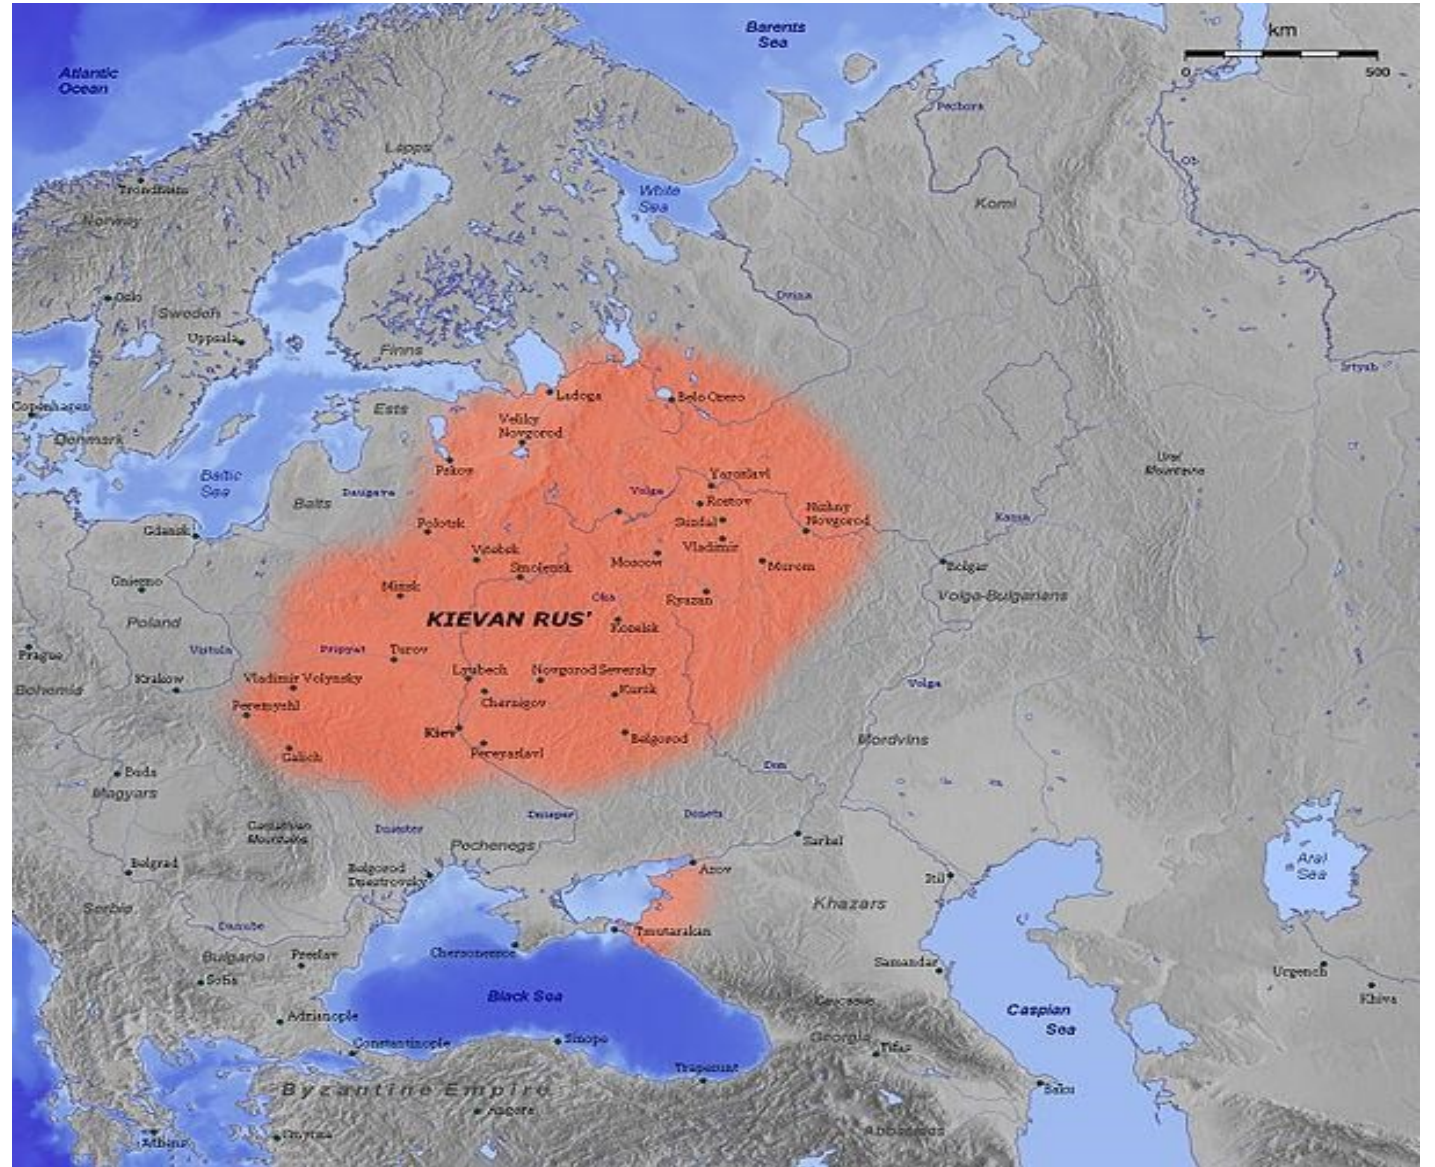 Barents
Sea
km
0
500
Atlantic
Ocean
Pechora
Lapps
Ob
Trondheim
White
Sea
Norway
Komi
Dvina
Oslo
Sweden
Uppsala
Finns
Irtysh
Ladoga
Belo Ozero
Copenhagen
Ests
Veliky
Novgorod
Denmark
Pskov
Ural
Mountains
Baltic
Sea
Yaroslavl
Daugava
Volga
Balts
Rostov
Nizhny
Novgorod
Kama
Gdansk
Polotsk
Suzdal
Vladimir
Vitebsk
Moscow
Smolensk
Murom
Bolgar
Gniezno
Minsk
Oka
Ryazan
Volga-Bulgarians
KIEVAN RUS'
Poland
Kozelsk
Prague
Vistula
Pripyat
Turov
Krakow
Vladimir Volynsky
Lyubech
Novgorod Seversky
Volga
Bohemia
Kursk
Peremyshl
Chernigov
Kiev
Belgorod
Mordvins
Galich
Pereyaslavl
Don
Buda
Magyars
Carpathian
Mountains
Dniester
Dnieper
Donets
Pechenegs
Sarkel
Belgrad
Belgorod
Dnestrovsky
Azov
Itil
Aral
Sea
Serbia
Khazars
Danube
Tmutarakan
Bulgaria
Preslav
Chersonesos
Samandar
Urgench
Sofia
Black Sea
Caucasus
Khiva
Caspian
Sea
Adrianople
Constantinople
Sinope
Georgia
Tiflis
Trapezunt
Baku
Byzantine Empire
Angora
Smyrna
Athens
Abbasides